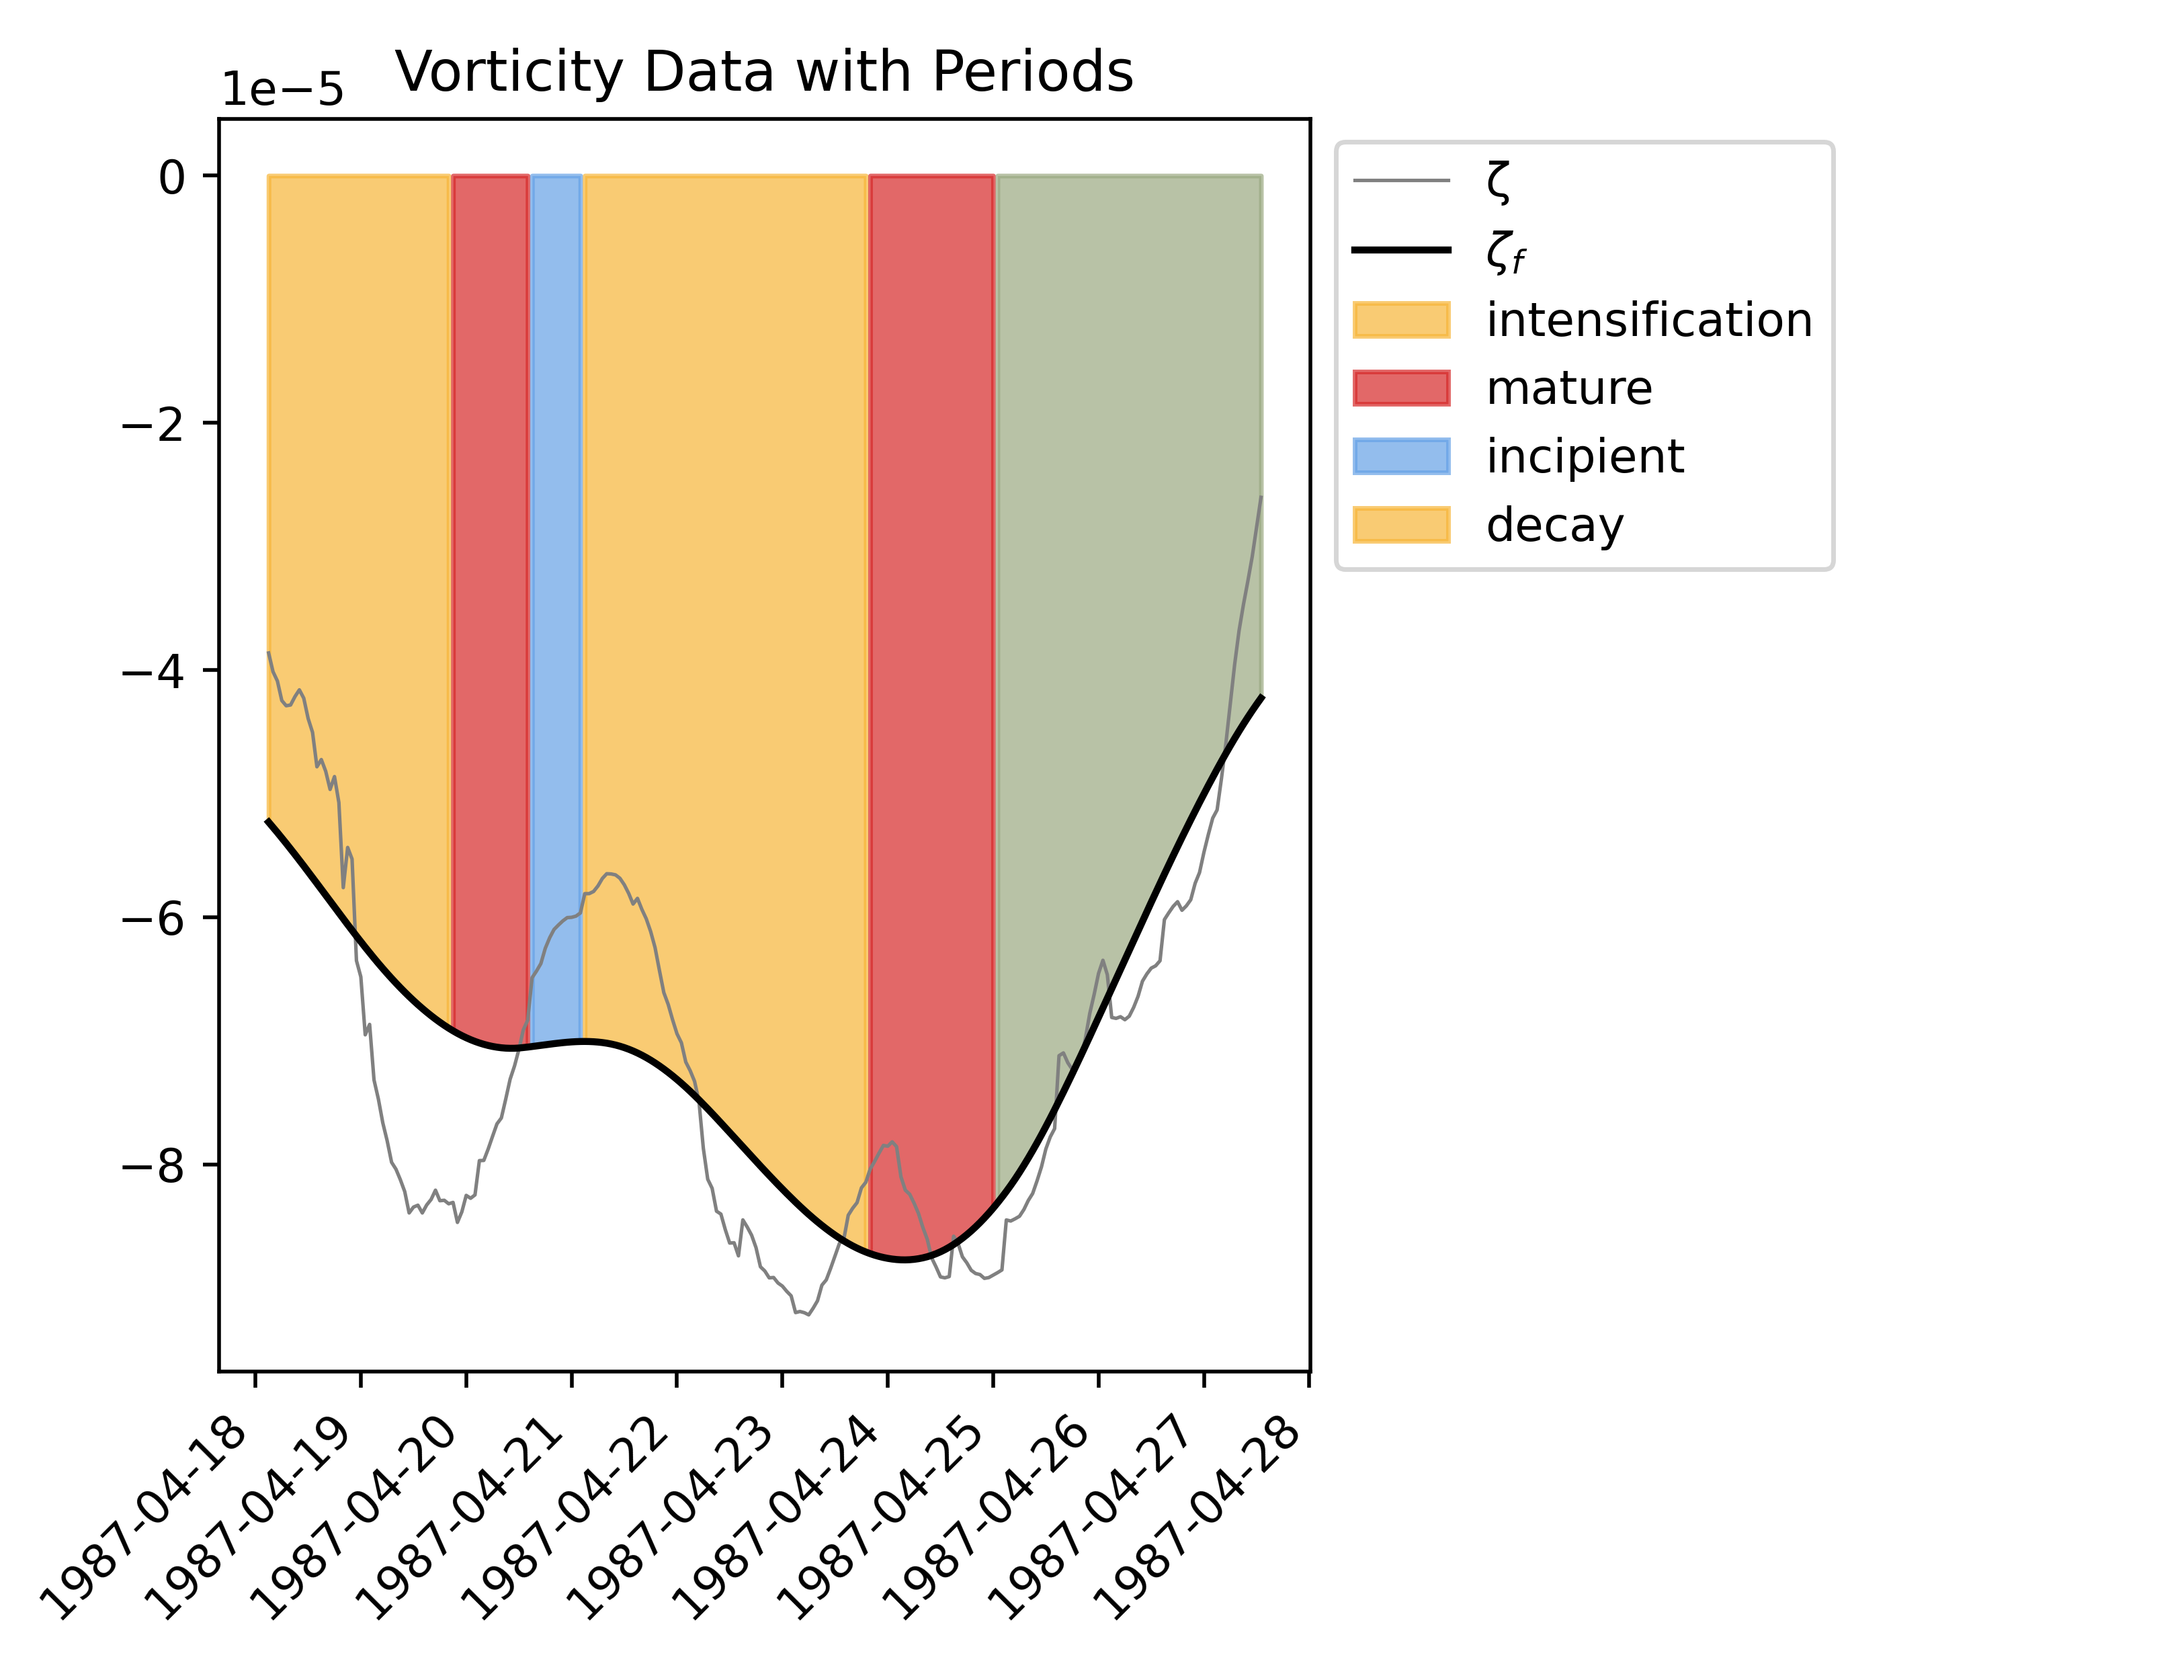 Vorticity Data with Periods
1e−5
0
−2
−4
−6
−8
1987-04-18
1987-04-19
1987-04-20
1987-04-21
1987-04-22
1987-04-23
1987-04-24
1987-04-25
1987-04-26
1987-04-27
1987-04-28
ζ
ζf
intensification
mature
incipient
decay